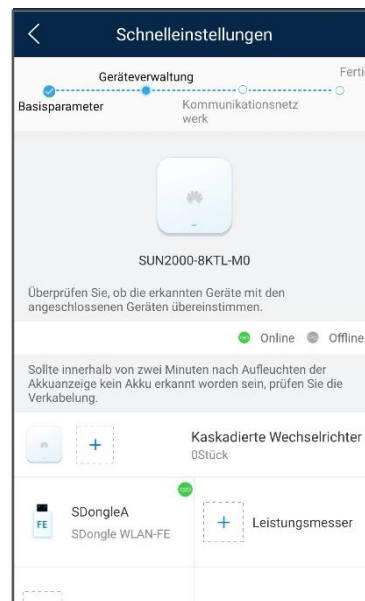 Schnelleinstellungen
Geräteverwaltung
Basisparameter
Kommunikationsnetz
werk
SUN2000-8KTL-M0
Überprüfen Sie, ob die erkannten Geräte mit den
angeschlossenen Geräten übereinstimmen.
Online
Offline
Sollte innerhalb von zwei Minuten nach Aufleuchten der
Akkuanzeige kein Akku erkannt worden sein, prüfen Sie die
Verkabelung.
+
Kaskadierte Wechselrichter
0Stück
FE
SDongleA
SDongle WLAN-FE
+
Leistungsmesser